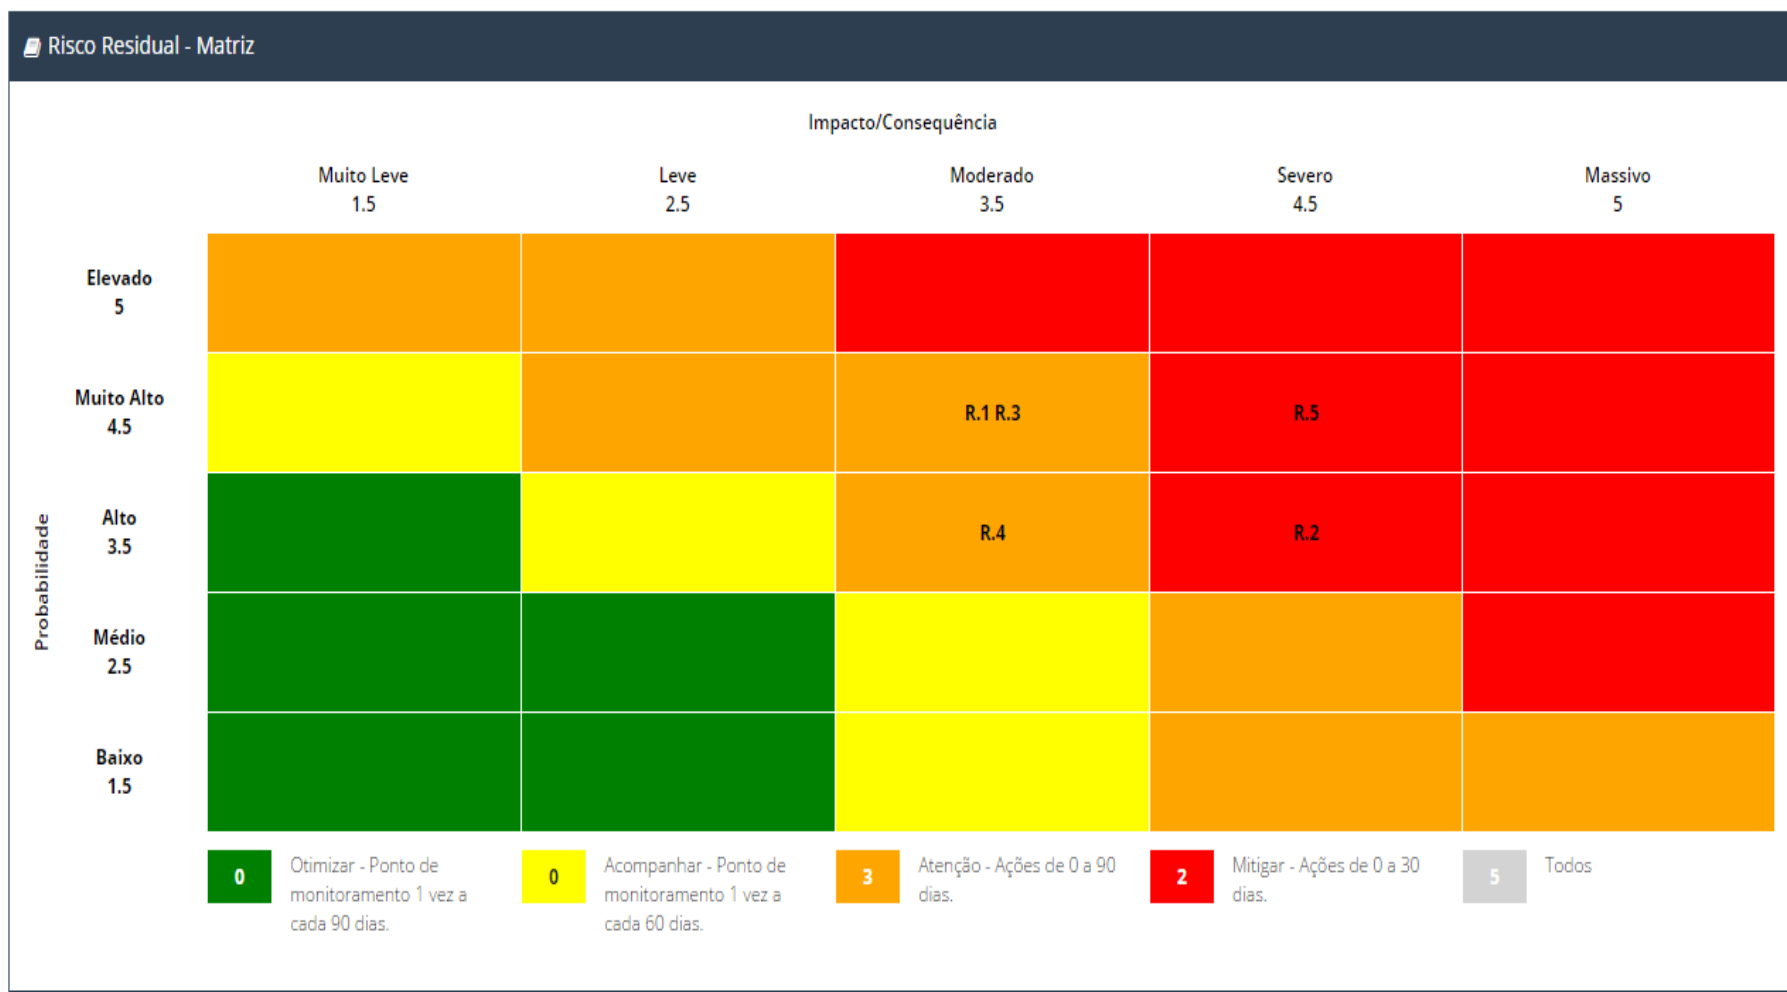 Risco Residual - Matriz
Impacto/Consequência
Muito Leve
1.5
Leve
2.5
Moderado
3.5
Severo
4.5
Massivo
5
Probabilidade
Elevado
5
Muito Alto
4.5
R.1 R.3
R.5
Alto
3.5
R.4
R.2
Médio
2.5
Baixo
1.5
0
Otimizar - Ponto de
monitoramento 1 vez a
cada 90 dias.
0
Acompanhar - Ponto de
monitoramento 1 vez a
cada 60 dias.
3
Atenção - Ações de 0 a 90
dias.
2
Mitigar - Ações de 0 a 30
dias.
5
Todos